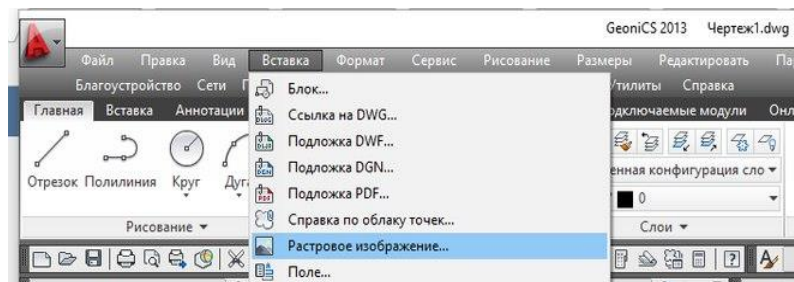 GeoniCS 2013 Чертеж1.dwg
Файл Правка Вид Вставка Формат Сервис Рисование Размеры Редактировать
Благоустройство Сети Утилиты Справка
Главная Вставка Аннотации подключаемые модули
Блок...
Ссылка на DWG...
Подложка DWF...
Подложка DGN...
Подложка PDF...
Справка по облаку точек...
Растровое изображение...
Поле...
Отрезок Полилиния Круг Дуга
конфигурация сло
0
Рисование
Слои